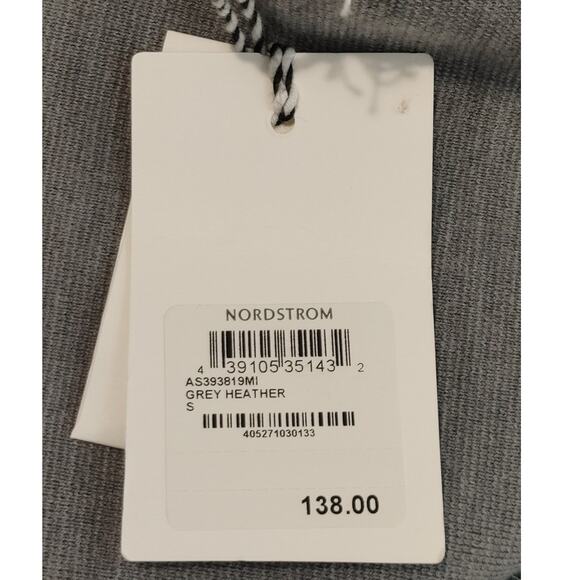 NORDSTROM
4 39105 35143 2
AS393819MI
GREY HEATHER
S
405271030133
138.00